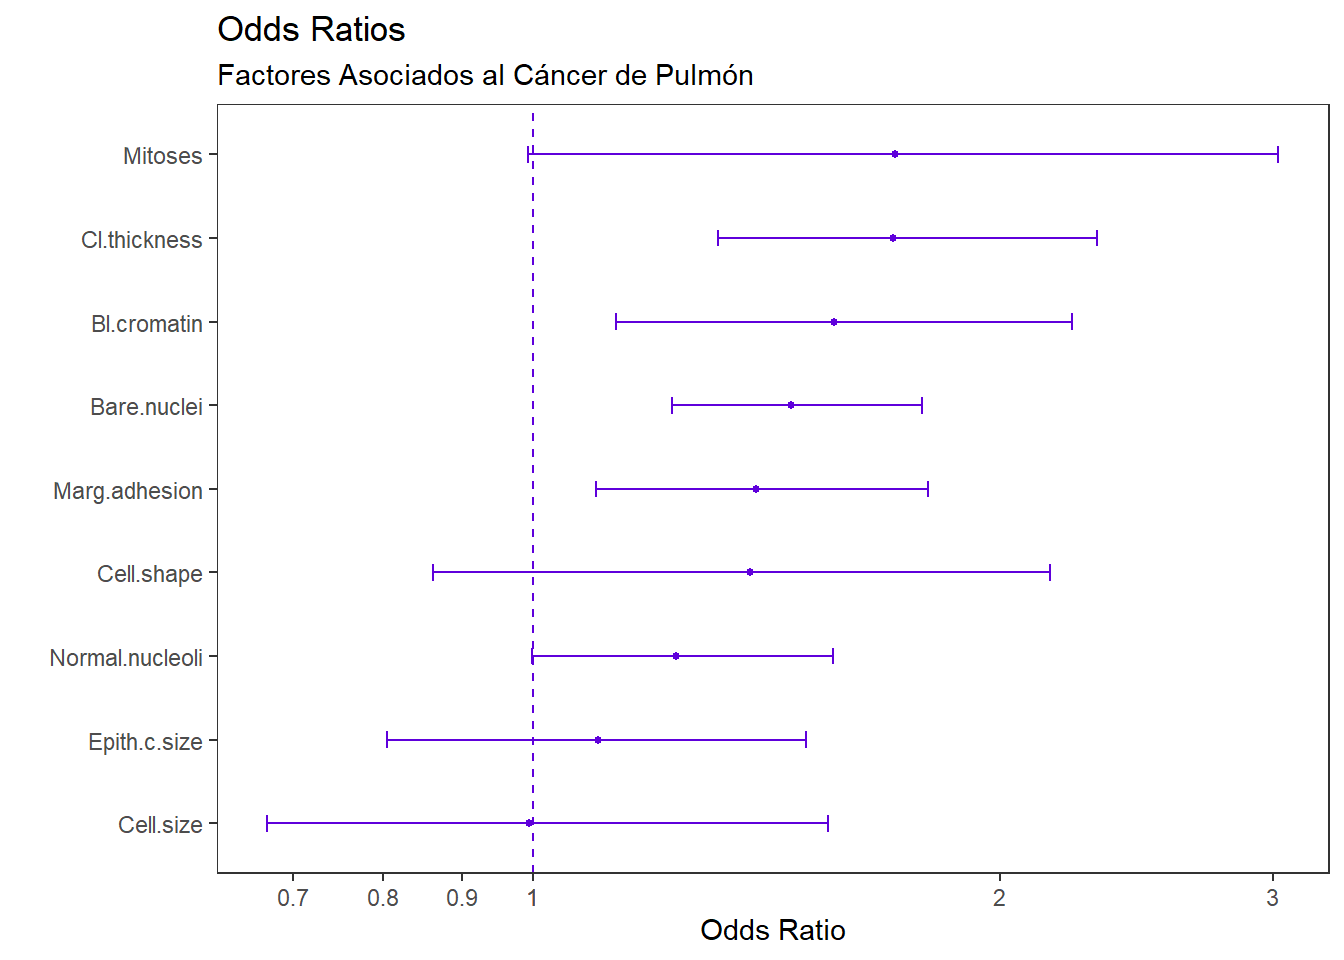 Odds Ratios
Factores Asociados al Cáncer de Pulmón
Mitoses
Cl.thickness
Bl.cromatin
Bare.nuclei
Marg.adhesion
Cell.shape
Normal.nucleoli
Epith.c.size
Cell.size
0.7 0.8 0.9 1 2 3
Odds Ratio